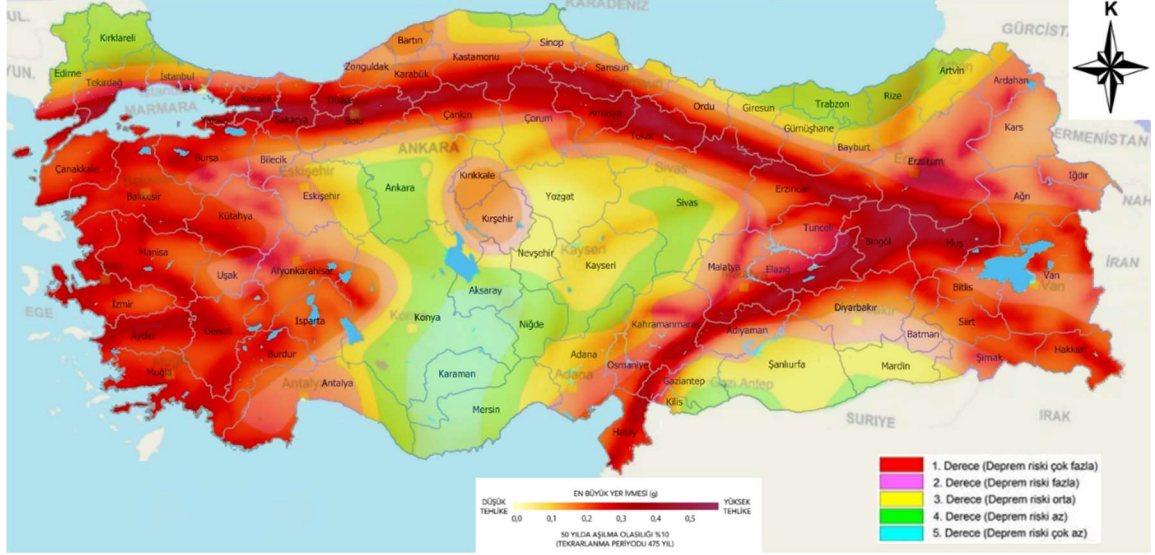 KARADENİZ
K
GÜRCİST
UL.
YUN.
Kırklareli
Edirne
Tekirdağ
İstanbul
İstanbul
MARMARA
Kocaeli
Sakarya
Düzce
Bolu
Zonguldak
Bartın
Karabük
Kastamonu
Sinop
Samsun
Çankırı
Çorum
Amasya
Tokat
Ordu
Giresun
Trabzon
Rize
Artvin
Ardahan
Kars
ERMENİSTAN
Gümüşhane
Bayburt
Erzurum
Iğdır
Ağrı
NAH
Çanakkale
Bursa
Bilecik
Balıkesir
Eskişehir
Eskişehir
ANKARA
Ankara
Kırıkkale
Kırşehir
Yozgat
Sivas
Sivas
Erzincan
Tunceli
Bingöl
Muş
Kütahya
Manisa
Uşak
Afyonkarahisar
Nevşehir
Kayseri
Kayseri
Malatya
Elazığ
Bitlis
Van
Van
İRAN
EGE
İzmir
Aydın
Denizli
Isparta
Burdur
Muğla
Antalya
Antalya
Aksaray
Konya
Niğde
Karaman
Mersin
Adana
Adana
Kahramanmaraş
Osmaniye
Adıyaman
Diyarbakır
Batman
Siirt
Şırnak
Hakkari
Gaziantep
Gazi Antep
Şanlıurfa
Mardin
Kilis
Hatay
SURIYE
IRAK
EN BÜYÜK YER İVMESİ (g)
DÜŞÜK
TEHLİKE
YÜKSEK
TEHLİKE
0,0 0,1 0,2 0,3 0,4 0,5
50 YILDA AŞILMA OLASILIĞI %10
(TEKRARLANMA PERİYODU 475 YIL)
1. Derece (Deprem riski çok fazla)
2. Derece (Deprem riski fazla)
3. Derece (Deprem riski orta)
4. Derece (Deprem riski az)
5. Derece (Deprem riski çok az)